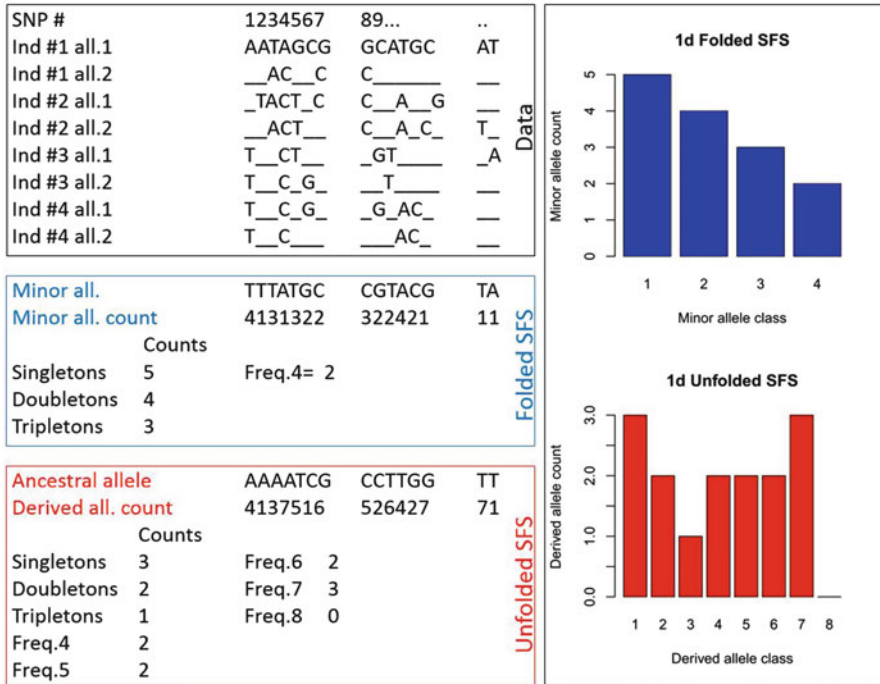 SNP # 1234567 89... ..
Ind #1 all.1 AATAGCG GCATGC AT
Ind #1 all.2 __AC__C C_____ __
Ind #2 all.1 _TACT_C C__A__G __
Ind #2 all.2 __ACT__ C__A_C_ T_
Ind #3 all.1 T__CT__ _GT____ _A
Ind #3 all.2 T__C_G_ __T____ __
Ind #4 all.1 T__C_G_ _G_AC_ __
Ind #4 all.2 T__C___ ___AC_ __
Data
Minor all. TTTATGC CGTACG TA
Minor all. count 4131322 322421 11
Counts
Singletons 5 Freq.4= 2
Doubletons 4
Tripletons 3
Folded SFS
Ancestral allele AAAATCG CCTTGG TT
Derived all. count 4137516 526427 71
Counts
Singletons 3 Freq.6 2
Doubletons 2 Freq.7 3
Tripletons 1 Freq.8 0
Freq.4 2
Freq.5 2
Unfolded SFS
1d Folded SFS
Minor allele count
5
4
3
2
1
0
1 2 3 4
Minor allele class
1d Unfolded SFS
Derived allele count
3.0
2.0
1.0
0.0
1 2 3 4 5 6 7 8
Derived allele class